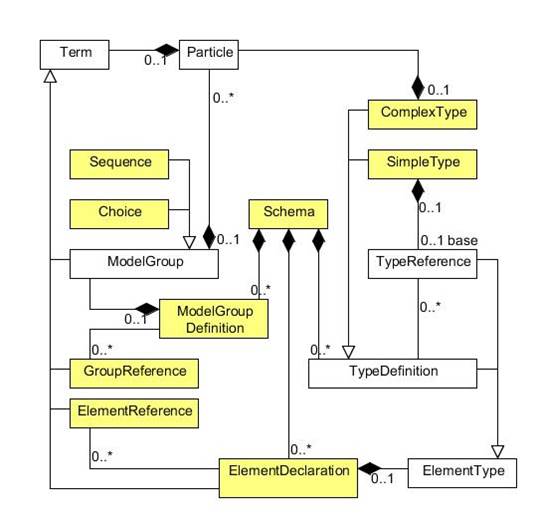 Term
Particle
0..1
0..1
0..*
ComplexType
Sequence
SimpleType
Choice
Schema
0..1
0..1
0..1 base
ModelGroup
TypeReference
0..*
0..*
ModelGroup
Definition
0..1
0..*
0..*
GroupReference
TypeDefinition
ElementReference
0..*
0..*
ElementDeclaration
ElementType
0..1